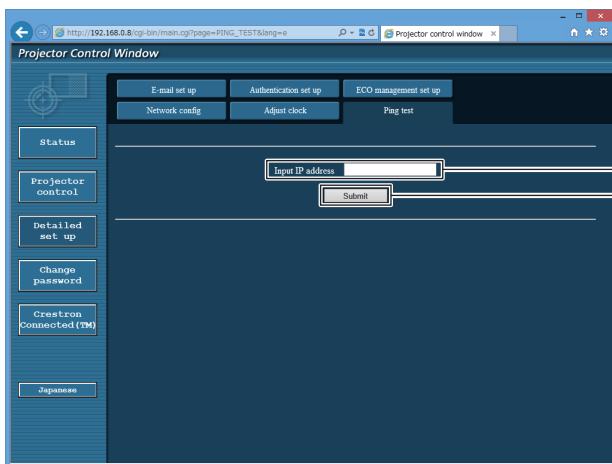 http://192.168.0.8/cgi-bin/main.cgi?page=PING_TEST&lang=e
Projector control window
Projector Control Window
E-mail set up
Authentication set up
ECO management set up
Network config
Adjust clock
Ping test
Status
Projector
control
Detailed
set up
Change
password
Crestron
Connected(TM)
Japanese
Input IP address
Submit